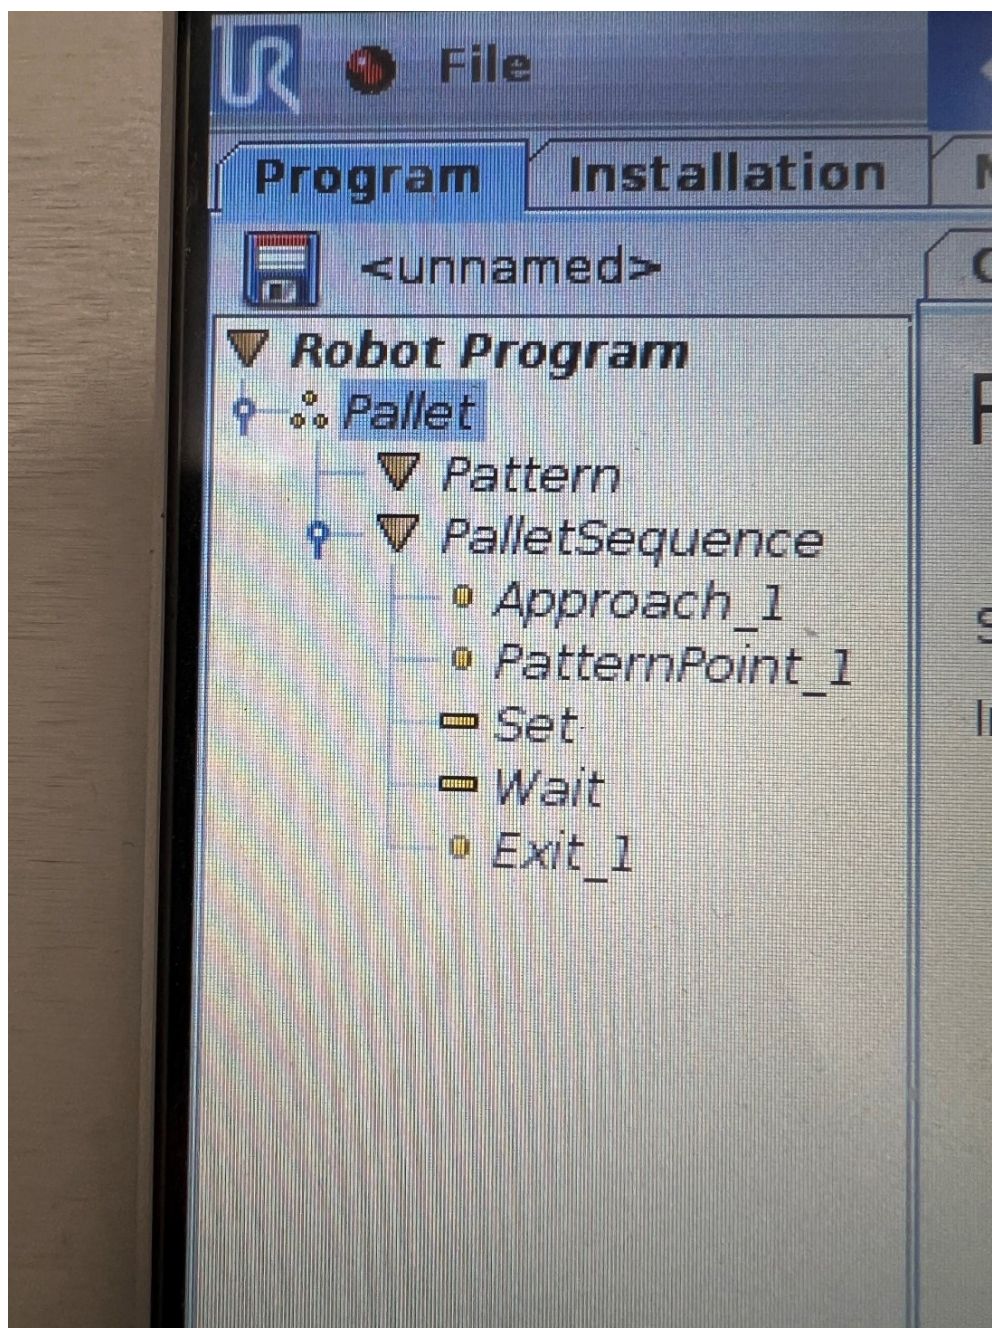 UR
File
Program
Installation
<unnamed>
Robot Program
Pallet
Pattern
PalletSequence
Approach_1
PatternPoint_1
Set
Wait
Exit_1